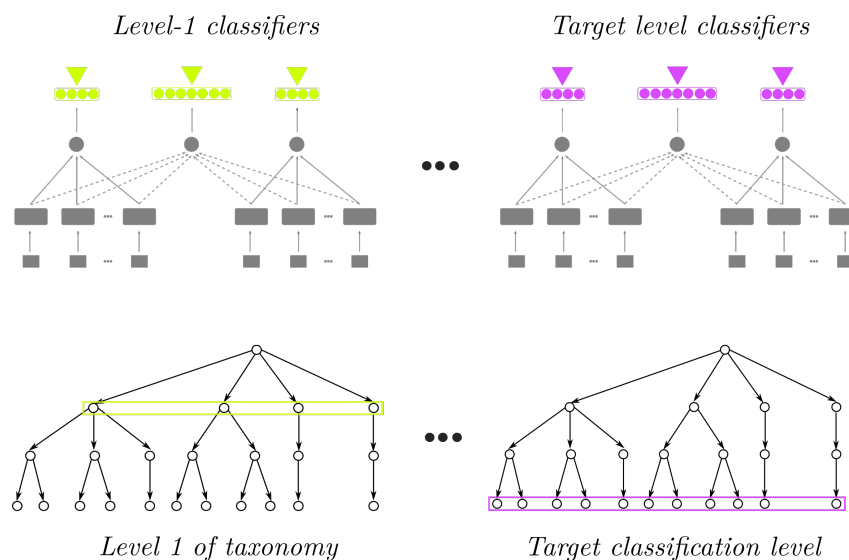 Level-1 classifiers
Target level classifiers
Level 1 of taxonomy
Target classification level